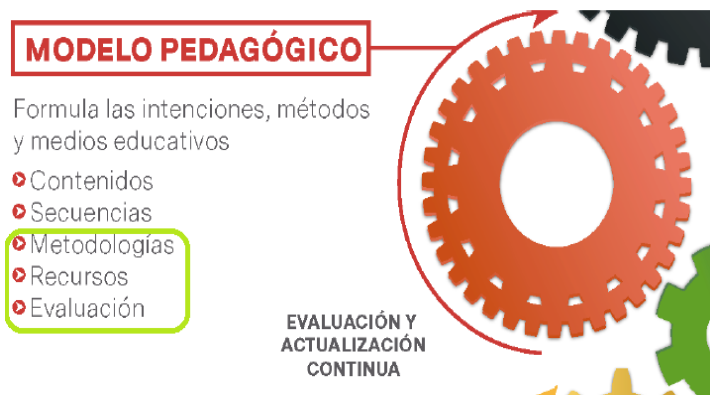 MODELO PEDAGÓGICO
Formula las intenciones, métodos
y medios educativos
Contenidos
Secuencias
Metodologías
Recursos
Evaluación
EVALUACIÓN Y
ACTUALIZACIÓN
CONTINUA